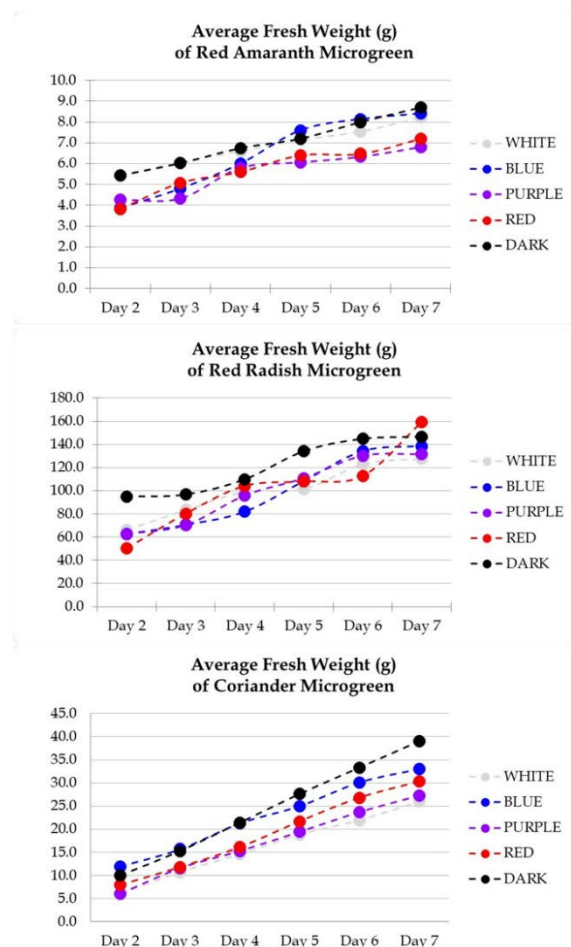 Average Fresh Weight (g)
of Red Amaranth Microgreen
10.0
9.0
8.0
7.0
6.0
5.0
4.0
3.0
2.0
1.0
0.0
Day 2 Day 3 Day 4 Day 5 Day 6 Day 7
WHITE
BLUE
PURPLE
RED
DARK
Average Fresh Weight (g)
of Red Radish Microgreen
180.0
160.0
140.0
120.0
100.0
80.0
60.0
40.0
20.0
0.0
Day 2 Day 3 Day 4 Day 5 Day 6 Day 7
WHITE
BLUE
PURPLE
RED
DARK
Average Fresh Weight (g)
of Coriander Microgreen
45.0
40.0
35.0
30.0
25.0
20.0
15.0
10.0
5.0
0.0
Day 2 Day 3 Day 4 Day 5 Day 6 Day 7
WHITE
BLUE
PURPLE
RED
DARK